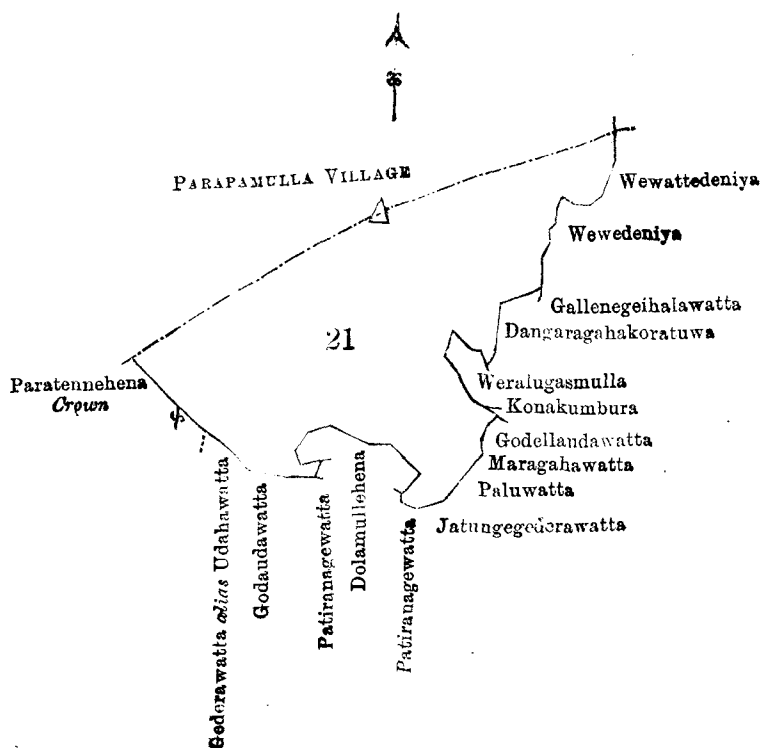 PARAPAMULLA VILLAGE
Wewattedeniya
Wewedeniya
Gallenegeihalawatta
Dangaragahakoratuwa
21
Paratennehena
Crown
Weralugasmulla
Konakumbura
Godellandawatta
Maragahawatta
Paluwatta
Jatungegederawatta
Gederawatta alias Udahawatta
Godaudawatta
Patiranagewatta
Dolamullehena
Patiranagewatta